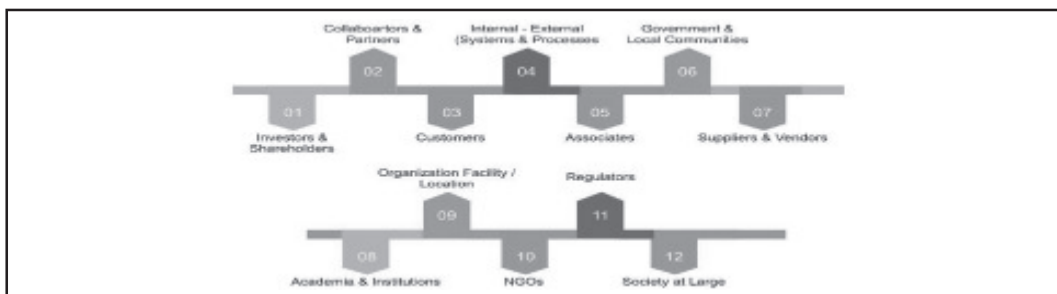 Collaboartors &
Partners
Internal - External
(Systems & Processes
Government &
Local Communities
02
04
06
01
03
05
07
Investors &
Shareholders
Customers
Associates
Suppliers & Vendors
Organization Facility /
Location
Regulators
09
11
08
10
12
Academia & Institutions
NGOs
Society at Large